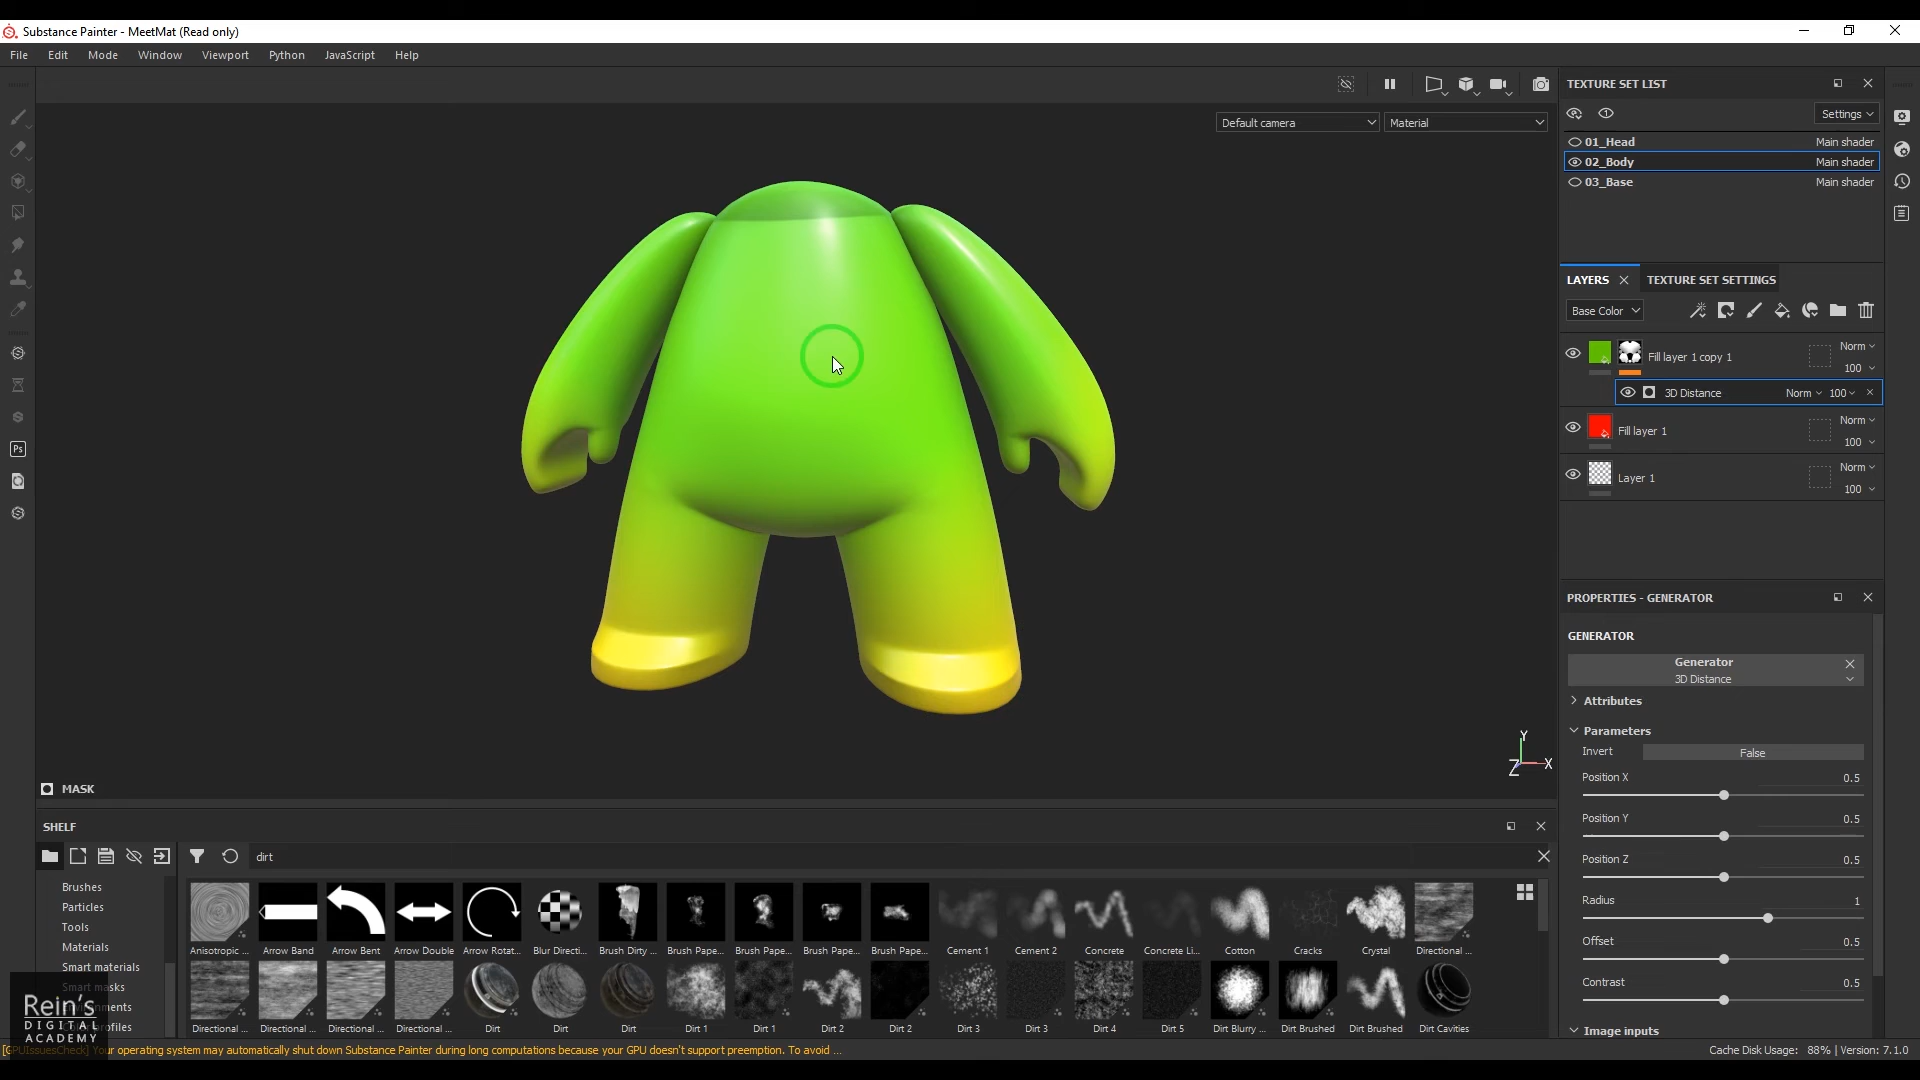 Substance Painter - MeetMat (Read only)
File Edit Mode Window Viewport Python JavaScript Help
Default camera Material
TEXTURE SET LIST
Settings
01_Head Main shader
02_Body Main shader
03_Base Main shader
LAYERS TEXTURE SET SETTINGS
Base Color
Fill layer 1 copy 1 Norm 100
3D Distance Norm 100
Fill layer 1 Norm 100
Layer 1 Norm 100
PROPERTIES - GENERATOR
GENERATOR
Generator
3D Distance
Attributes
Parameters
Invert False
Position X 0.5
Position Y 0.5
Position Z 0.5
Radius 1
Offset 0.5
Contrast 0.5
Image inputs
Ps
Y
Z X
MASK
SHELF
dirt
Brushes
Particles
Tools
Materials
Smart materials
Smart masks
Anisotropic ... Arrow Band Arrow Bent Arrow Double Arrow Rotat... Blur Directi... Brush Dirty ... Brush Pape... Brush Pape... Brush Pape... Brush Pape... Cement 1 Cement 2 Concrete Concrete Li... Cotton Cracks Crystal Directional ...
Directional ... Directional ... Directional ... Directional ... Dirt Dirt Dirt Dirt 1 Dirt 1 Dirt 2 Dirt 2 Dirt 3 Dirt 3 Dirt 4 Dirt 5 Dirt Blurry ... Dirt Brushed Dirt Brushed Dirt Cavities
Rein's
DIGITAL
ACADEMY
[GPUIssuesCheck] Your operating system may automatically shut down Substance Painter during long computations because your GPU doesn't support preemption. To avoid ...
Cache Disk Usage: 88% | Version: 7.1.0